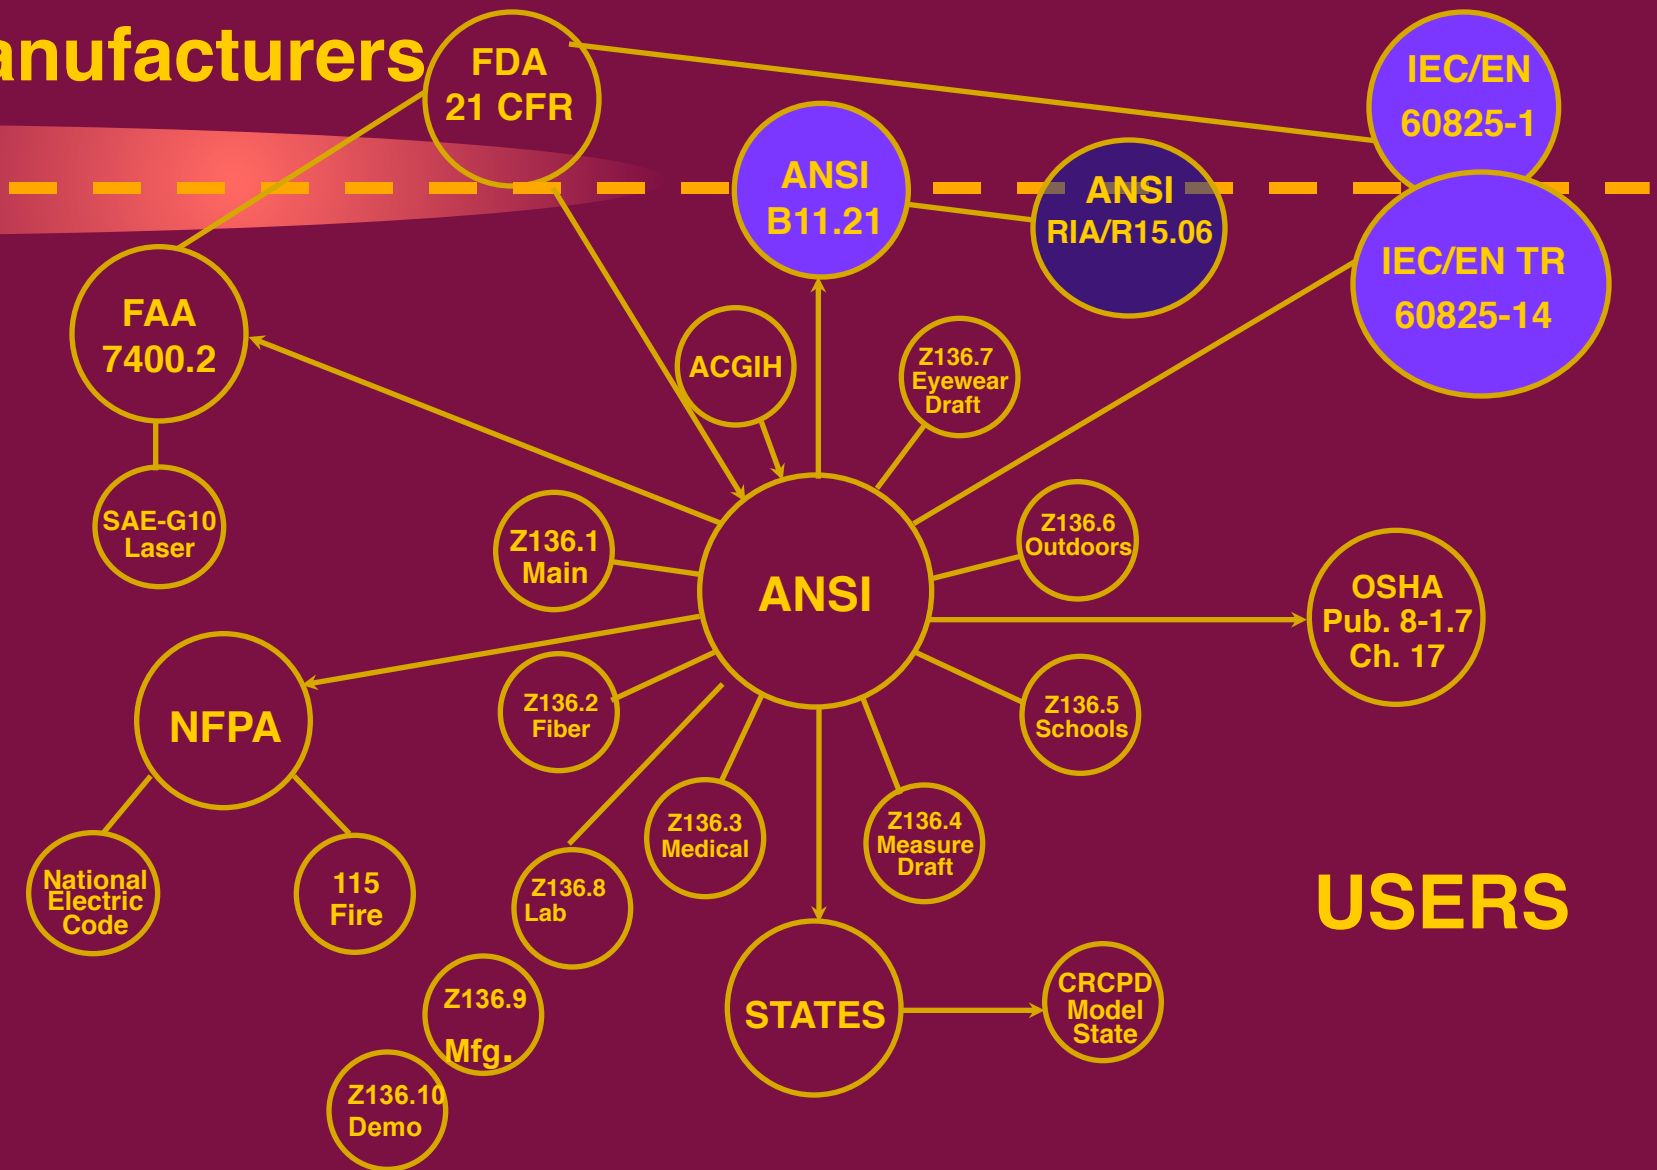 anufacturers
FDA
21 CFR
IEC/EN
60825-1
ANSI
B11.21
ANSI
RIA/R15.06
IEC/EN TR
60825-14
FAA
7400.2
ACGIH
Z136.7
Eyewear
Draft
SAE-G10
Laser
Z136.1
Main
ANSI
Z136.6
Outdoors
OSHA
Pub. 8-1.7
Ch. 17
NFPA
Z136.2
Fiber
Z136.5
Schools
National
Electric
Code
115
Fire
Z136.8
Lab
Z136.3
Medical
Z136.4
Measure
Draft
USERS
Z136.9
Mfg.
STATES
CRCPD
Model
State
Z136.10
Demo